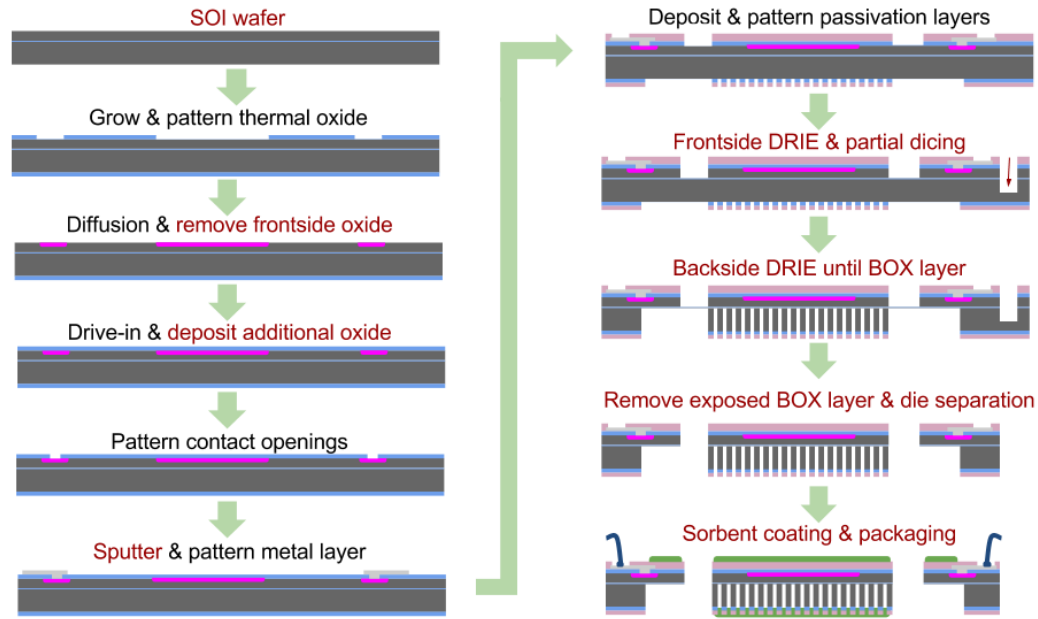 SOI wafer
Grow & pattern thermal oxide
Diffusion & remove frontside oxide
Drive-in & deposit additional oxide
Pattern contact openings
Sputter & pattern metal layer
Deposit & pattern passivation layers
Frontside DRIE & partial dicing
Backside DRIE until BOX layer
Remove exposed BOX layer & die separation
Sorbent coating & packaging